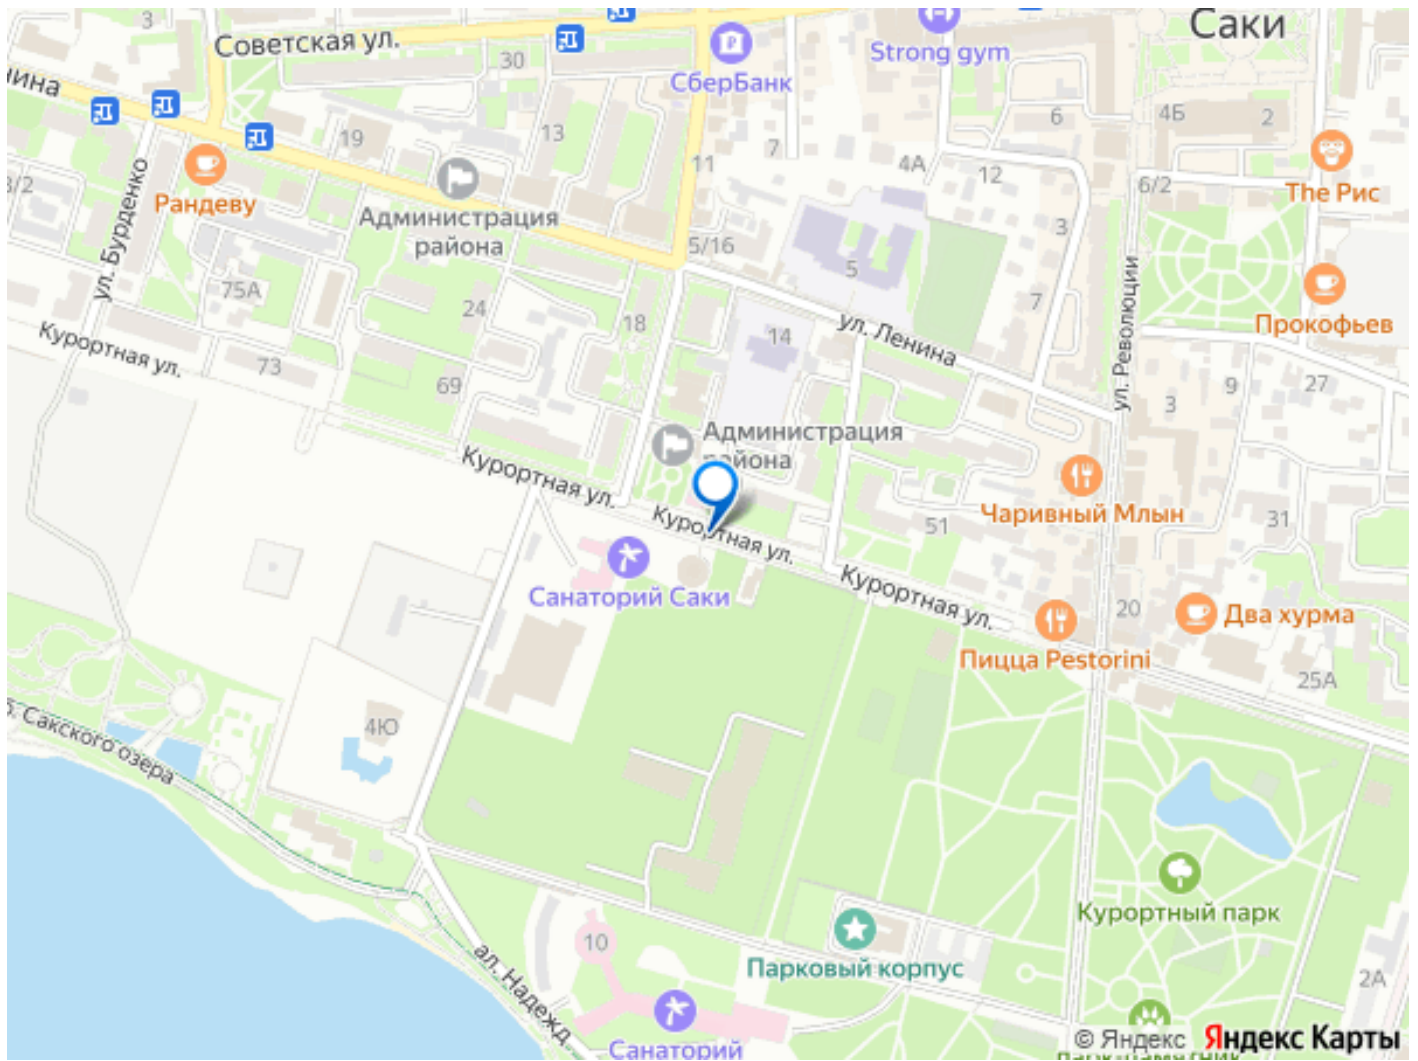 3
Советская ул.
30
СберБанк
Strong gym
Саки
19
13
11
7
4А
12
6
4Б
2
The Рис
Рандеву
ул. Бурденко
Администрация
района
5/16
5
3
6/2
ул. Революции
Прокофьев
75А
24
18
14
ул. Ленина
7
9
27
3
Курортная ул.
73
69
Администрация
района
Курортная ул.
Курортная ул.
Чаривный Млын
51
31
Санаторий Саки
Курортная ул.
20
Два хурма
Пицца Pestorini
25А
4Ю
Сакского озера
Курортный парк
10
ал. Надежд
Парковый корпус
2А
Санаторий
© Яндекс Яндекс Карты